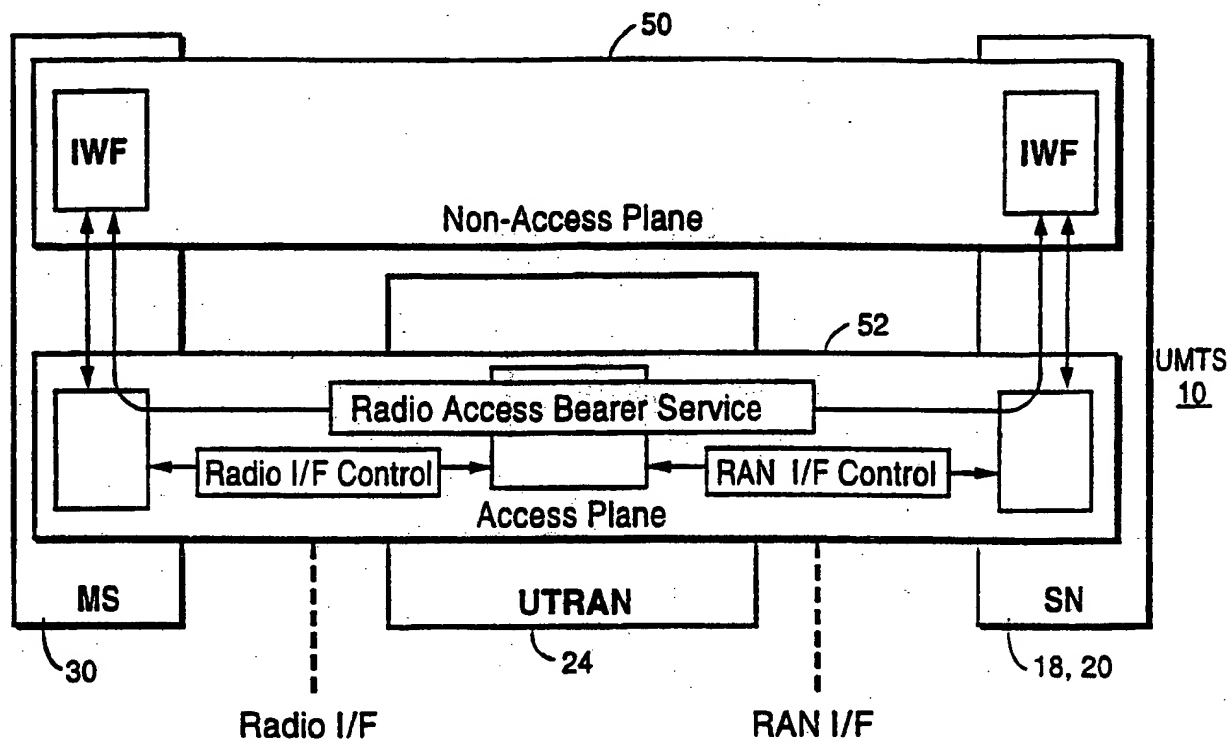 50
IWF
IWF
Non-Access Plane
52
UMTS
10
Radio Access Bearer Service
Radio I/F Control
RAN I/F Control
Access Plane
MS
UTRAN
SN
30
24
18, 20
Radio I/F
RAN I/F